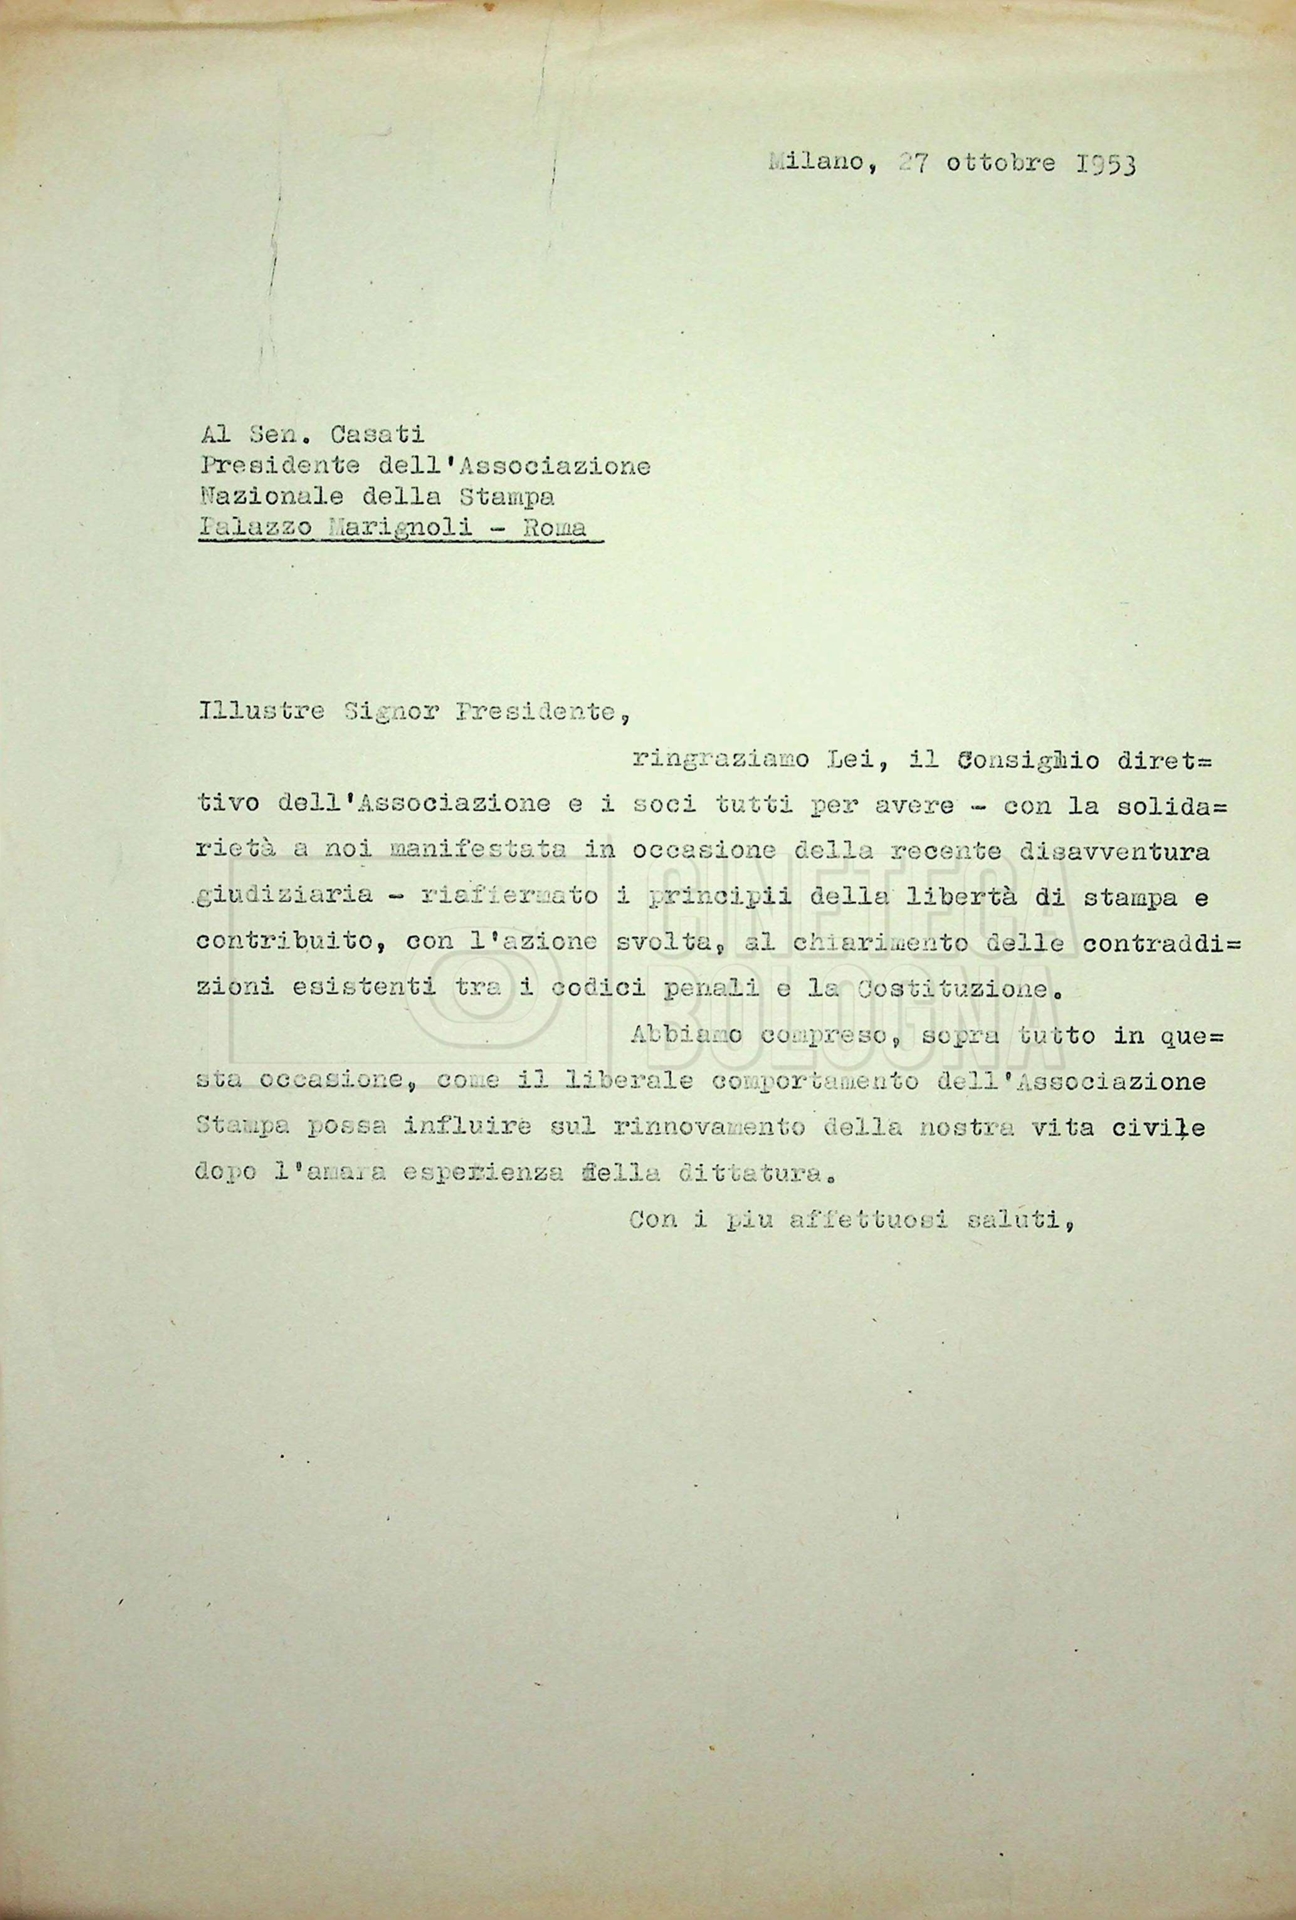 Milano, 27 ottobre 1953
Al Sen. Casati
Presidente dell'Associazione
Nazionale della Stampa
Palazzo Marignoli - Roma
Illustre Signor Presidente,
ringraziamo Lei, il Consiglio diret=
tivo dell'Associazione e i soci tutti per avere - con la solida=
rietà a noi manifestata in occasione della recente disavventura
giudiziaria - riaffermato i principii della libertà di stampa e
contribuito, con l'azione svolta, al chiarimento delle contraddi=
zioni esistenti tra i codici penali e la Costituzione.
Abbiamo compreso, sopra tutto in que=
sta occasione, come il liberale comportamento dell'Associazione
Stampa possa influire sul rinnovamento della nostra vita civile
dopo l'amara esperienza della dittatura.
Con i piu affettuosi saluti,
CINETECA
BOLOGNA